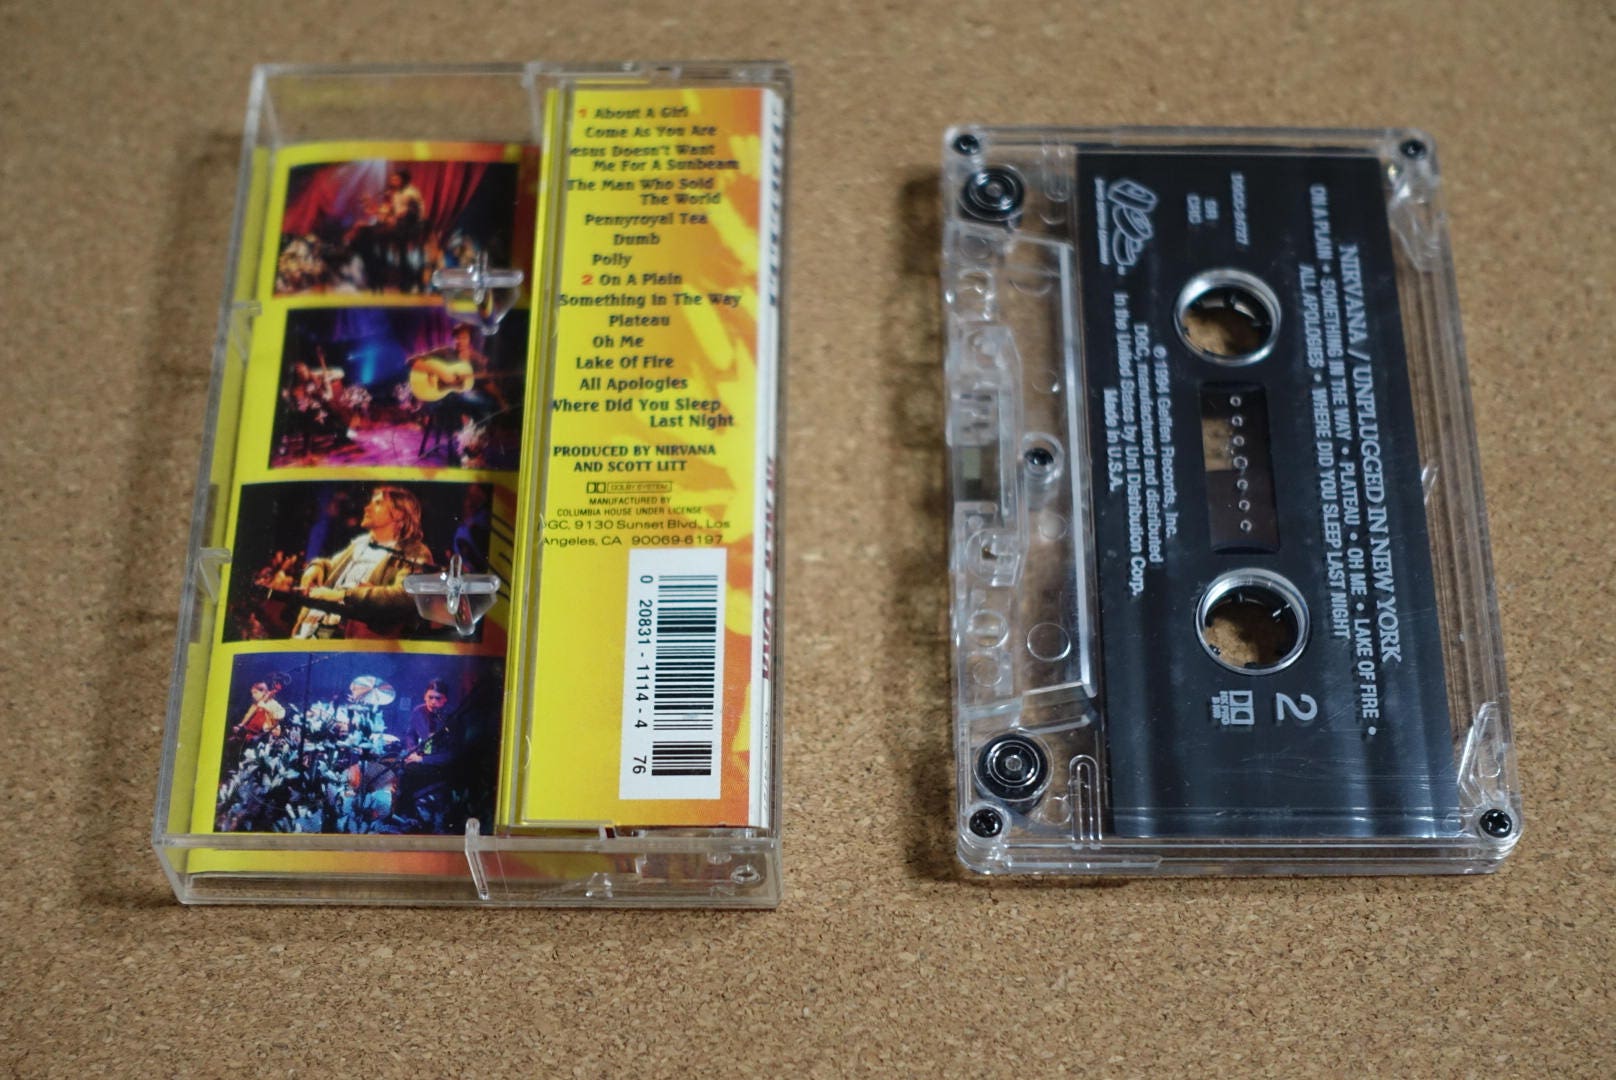 1 About A Girl
Come As You Are
Jesus Doesn't Want
Me For A Sunbeam
The Man Who Sold
The World
Pennyroyal Tea
Dumb
Polly
2 On A Plain
Something In The Way
Plateau
Oh Me
Lake Of Fire
All Apologies
Where Did You Sleep
Last Night
PRODUCED BY NIRVANA
AND SCOTT LITT
DOLBY SYSTEM
MANUFACTURED BY
COLUMBIA HOUSE UNDER LICENSE
DGC, 9130 Sunset Blvd., Los
Angeles, CA 90069-6197
0 20831-1114-4 76
NIRVANA / UNPLUGGED IN NEW YORK
ON A PLAIN • SOMETHING IN THE WAY • PLATEAU • OH ME • LAKE OF FIRE •
ALL APOLOGIES • WHERE DID YOU SLEEP LAST NIGHT
SR
CRC
2
DGC
℗ 1994 Geffen Records, Inc.
DGC, manufactured and distributed
in the United States by Uni Distribution Corp.
Made in U.S.A.